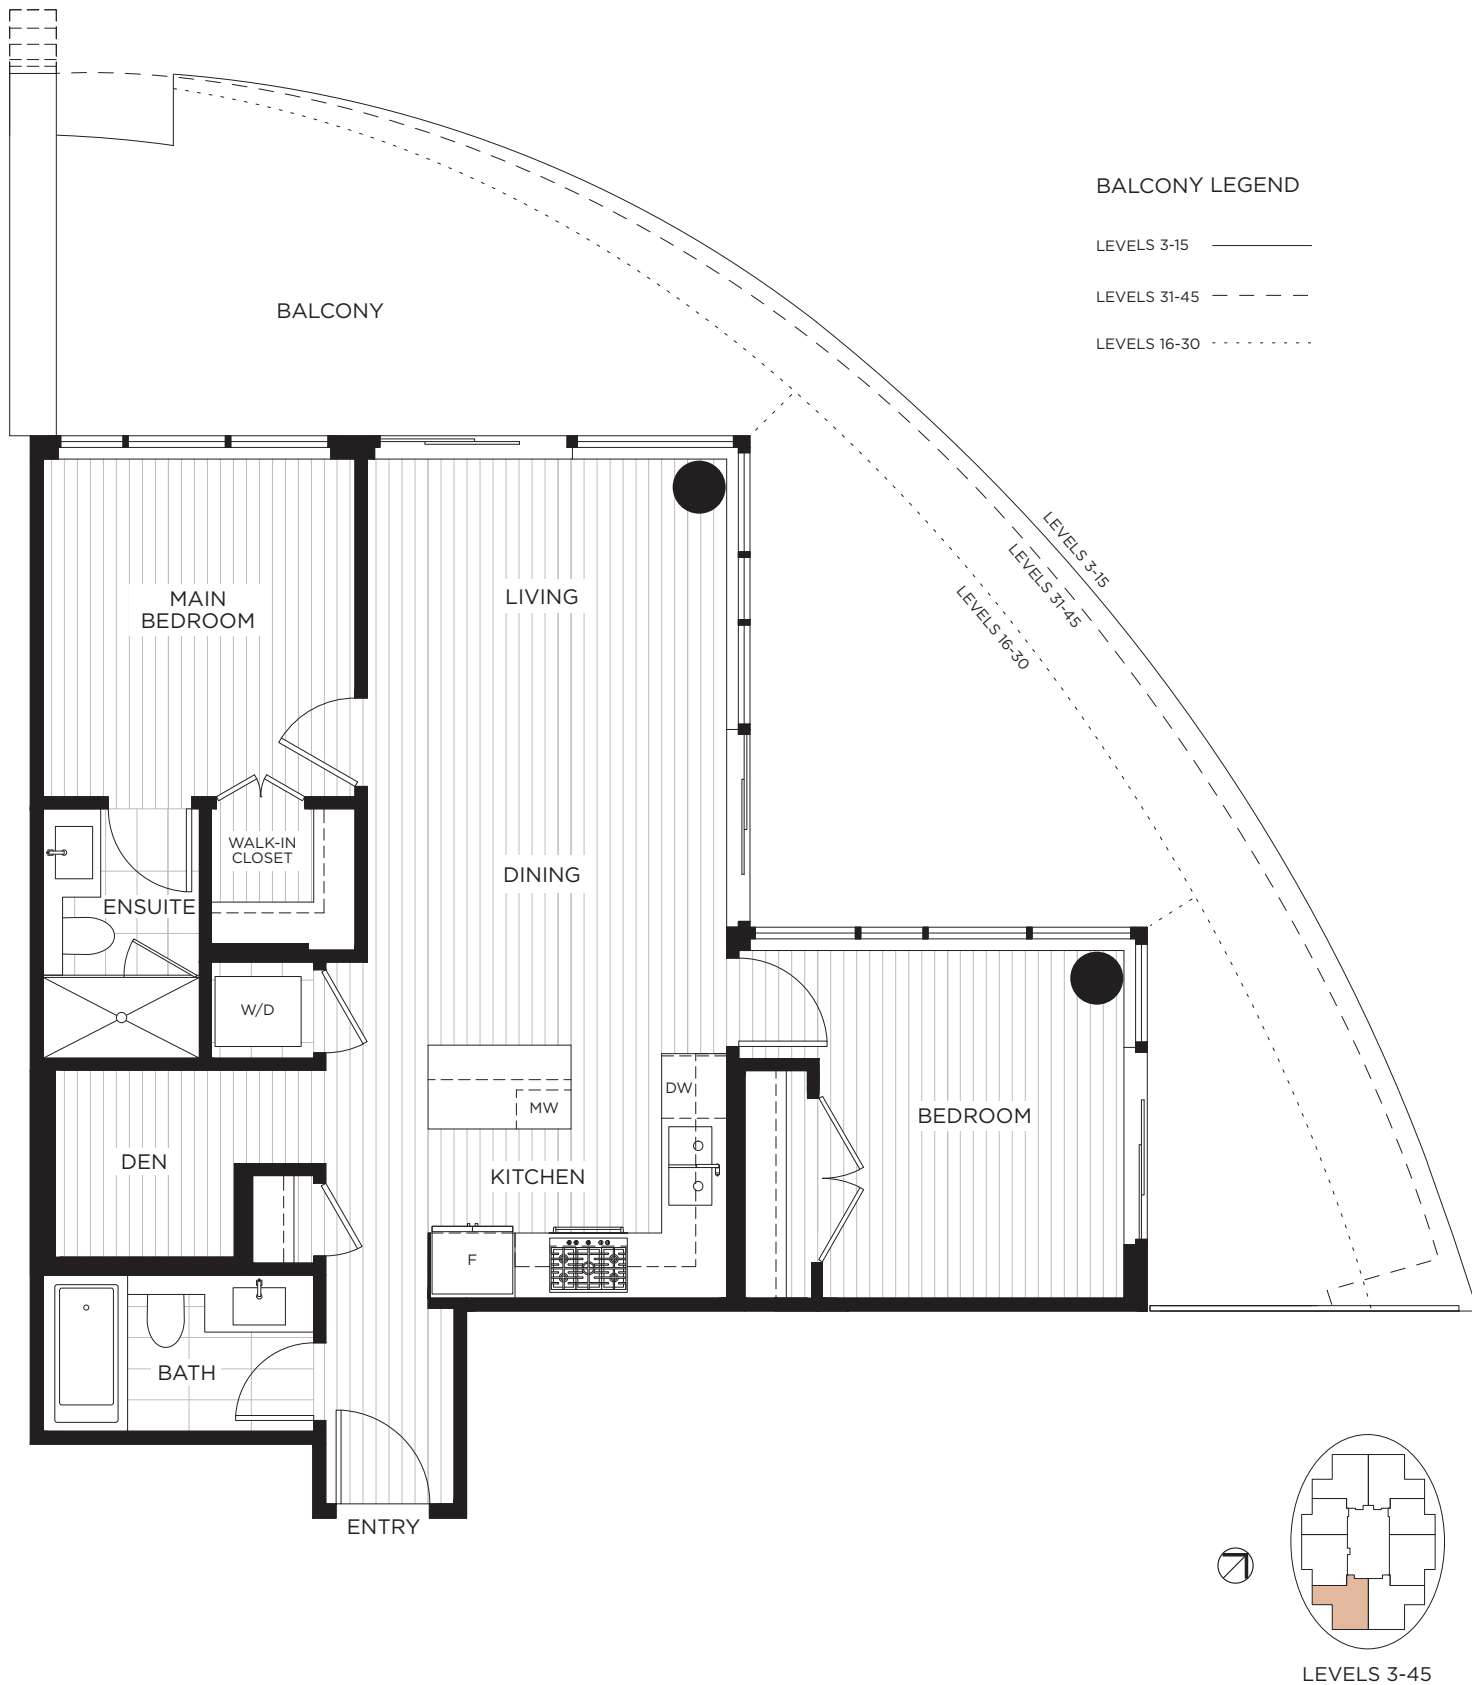 BALCONY LEGEND
LEVELS 3-15
LEVELS 31-45
LEVELS 16-30
BALCONY
LEVELS 3-15
LEVELS 31-45
LEVELS 16-30
MAIN
BEDROOM
LIVING
WALK-IN
CLOSET
DINING
ENSUITE
W/D
DW
MW
BEDROOM
DEN
KITCHEN
F
BATH
ENTRY
LEVELS 3-45